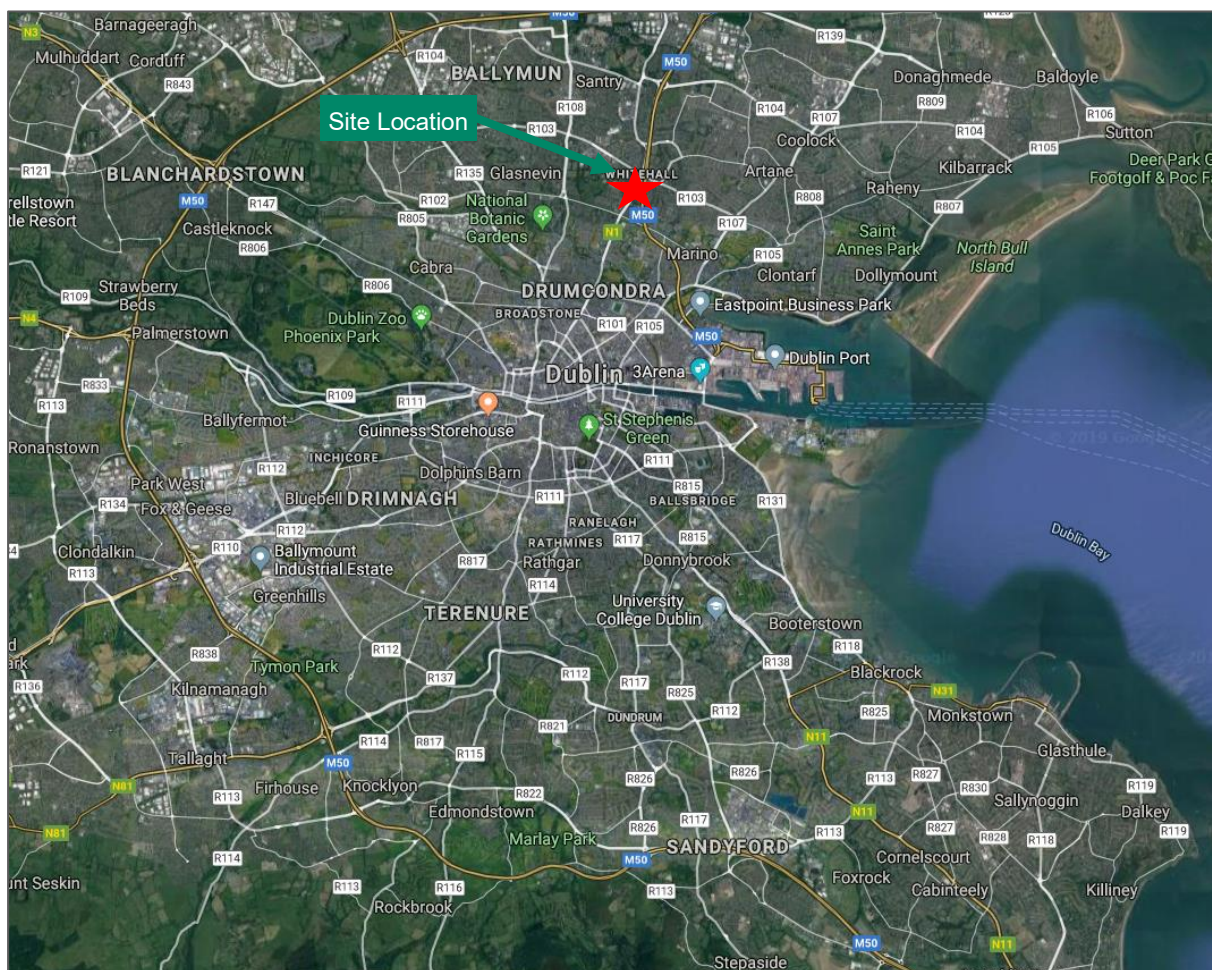 M50
R139
R123
N3
Barnageeragh
Mulhuddart
Corduff
R104
BALLYMUN
Santry
M50
Donaghmede
Baldoyle
R843
R108
R104
R107
R809
R106
Site Location
R103
Coolock
R104
Sutton
R121
R135
Glasnevin
WHITEHALL
Artane
Kilbarrack
R105
Deer Park G
Footgolf & Poc Fa
BLANCHARDSTOWN
M50
R147
R102
National
Botanic
Gardens
R103
R808
Raheny
R807
rellstown
tle Resort
Castleknock
R805
M50
N1
R107
Saint
Annes Park
North Bull
Island
R806
Cabra
Marino
R105
Clontarf
Dollymount
Strawberry
Beds
R806
DRUMCONDRA
R109
BROADSTONE
Eastpoint Business Park
N4
Palmerstown
Dublin Zoo
Phoenix Park
R101
R105
M50
Dublin Port
R833
Dublin
3Arena
R113
R109
R111
Ballyfermot
Guinness Storehouse
St Stephen's
Green
© 2019 Google
Ronanstown
INCHICORE
R112
Dolphins Barn
R111
Park West
Bluebell
DRIMNAGH
R111
R815
BALLSBRIDGE
R131
R134
Fox & Geese
R112
RANELAGH
Dublin Bay
Clondalkin
R110
Ballymount
Industrial Estate
RATHMINES
R117
R815
R113
R817
Rathgar
Donnybrook
Greenhills
R114
TERENURE
University
College Dublin
Booterstown
R838
R112
R118
Tymon Park
R138
Blackrock
R136
Kilnamanagh
R137
R112
R117
R825
N31
R821
DUNDRUM
R112
R825
Monkstown
Tallaght
R114
R817
R115
N11
Glasthule
M50
R826
R826
R113
R827
R119
N81
Firhouse
Knocklyon
R822
R830
R113
Edmondstown
Sallynoggin
Dalkey
N81
Marlay Park
R826
R117
R113
N11
R827
R828
R118
R119
R114
M50
SANDYFORD
Cornelscourt
unt Seskin
R113
R116
R113
Foxrock
Cabinteely
Killiney
Rockbrook
M50
N11
Stepaside